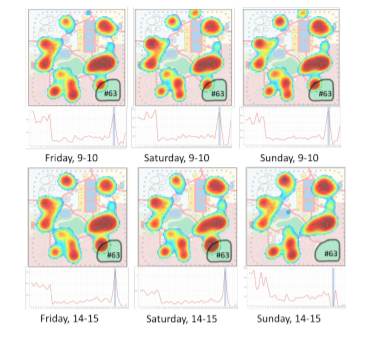 #63 #63 #63
Friday, 9-10 Saturday, 9-10 Sunday, 9-10
#63 #63 #63
Friday, 14-15 Saturday, 14-15 Sunday, 14-15